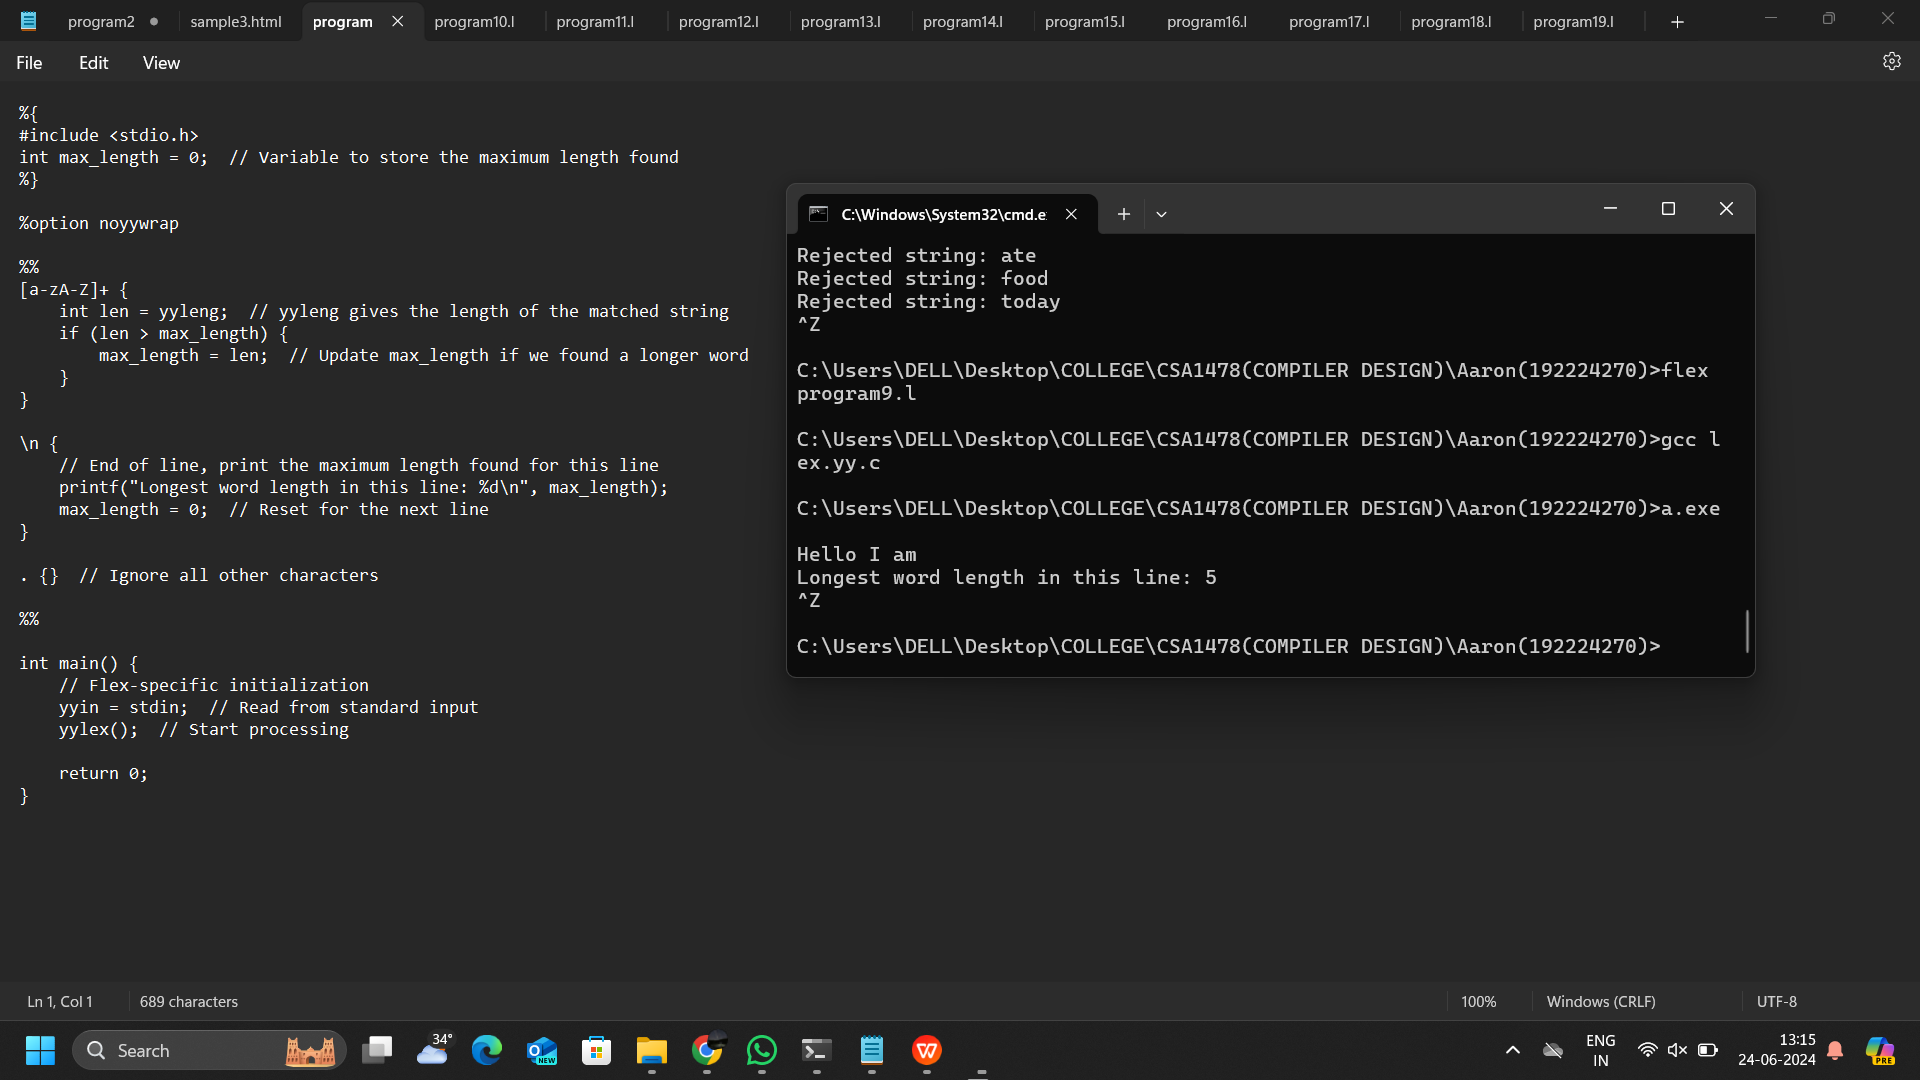 program2
sample3.html
program
program10.l
program11.l
program12.l
program13.l
program14.l
program15.l
program16.l
program17.l
program18.l
program19.l
File Edit View
%{
#include <stdio.h>
int max_length = 0;  // Variable to store the maximum length found
%}
%option noyywrap
%%
[a-zA-Z]+ {
    int len = yyleng;  // yyleng gives the length of the matched string
    if (len > max_length) {
        max_length = len;  // Update max_length if we found a longer word
    }
}
\n {
    // End of line, print the maximum length found for this line
    printf("Longest word length in this line: %d\n", max_length);
    max_length = 0;  // Reset for the next line
}
. {}  // Ignore all other characters
%%
int main() {
    // Flex-specific initialization
    yyin = stdin;  // Read from standard input
    yylex();  // Start processing
    return 0;
}
C:\Windows\System32\cmd.e
Rejected string: ate
Rejected string: food
Rejected string: today
^Z
C:\Users\DELL\Desktop\COLLEGE\CSA1478(COMPILER DESIGN)\Aaron(192224270)>flex
program9.l
C:\Users\DELL\Desktop\COLLEGE\CSA1478(COMPILER DESIGN)\Aaron(192224270)>gcc l
ex.yy.c
C:\Users\DELL\Desktop\COLLEGE\CSA1478(COMPILER DESIGN)\Aaron(192224270)>a.exe
Hello I am
Longest word length in this line: 5
^Z
C:\Users\DELL\Desktop\COLLEGE\CSA1478(COMPILER DESIGN)\Aaron(192224270)>
Ln 1, Col 1
689 characters
100%
Windows (CRLF)
UTF-8
Search
34°
NEW
ENG
IN
13:15
24-06-2024
PRE